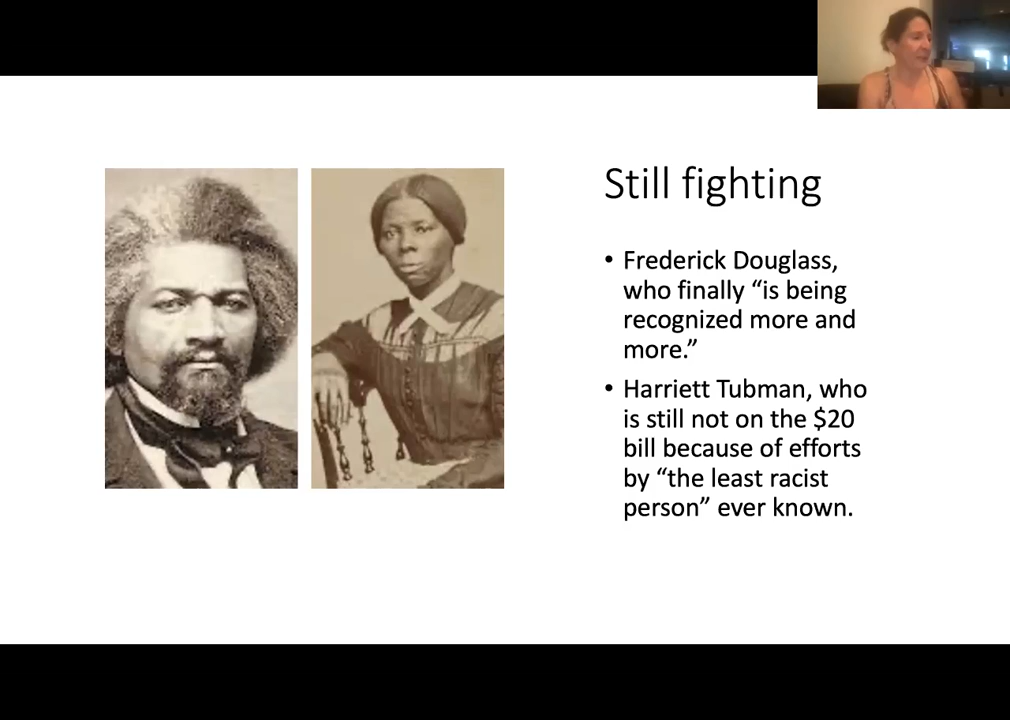 Still fighting
• Frederick Douglass,
who finally “is being
recognized more and
more.”
• Harriett Tubman, who
is still not on the $20
bill because of efforts
by “the least racist
person” ever known.